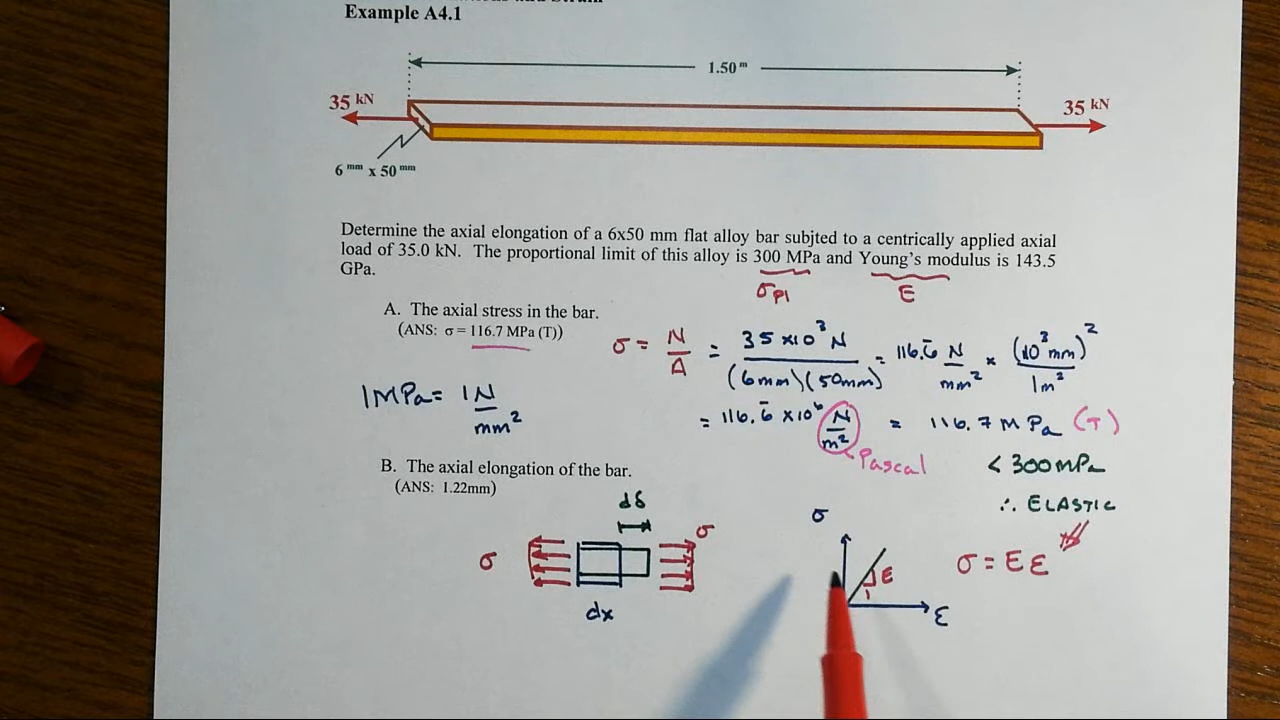 Example A4.1
1.50 m
35 kN
35 kN
6 mm x 50 mm
Determine the axial elongation of a 6x50 mm flat alloy bar subjted to a centrically applied axial
load of 35.0 kN. The proportional limit of this alloy is 300 MPa and Young's modulus is 143.5
GPa.
σPl E
A. The axial stress in the bar.
(ANS: σ = 116.7 MPa (T))
σ = N/A = 35 x10³ N / (6mm)(50mm) = 116.6̅ N/mm² x (10³ mm)²/1m²
1MPa = 1N/mm²
= 116.6̅ x10⁶ N/m² = 116.7 MPa (T)
Pascal
< 300MPa
∴ ELASTIC
B. The axial elongation of the bar.
(ANS: 1.22mm)
dδ
σ σ
dx
σ
E
1
ε
σ = Eε